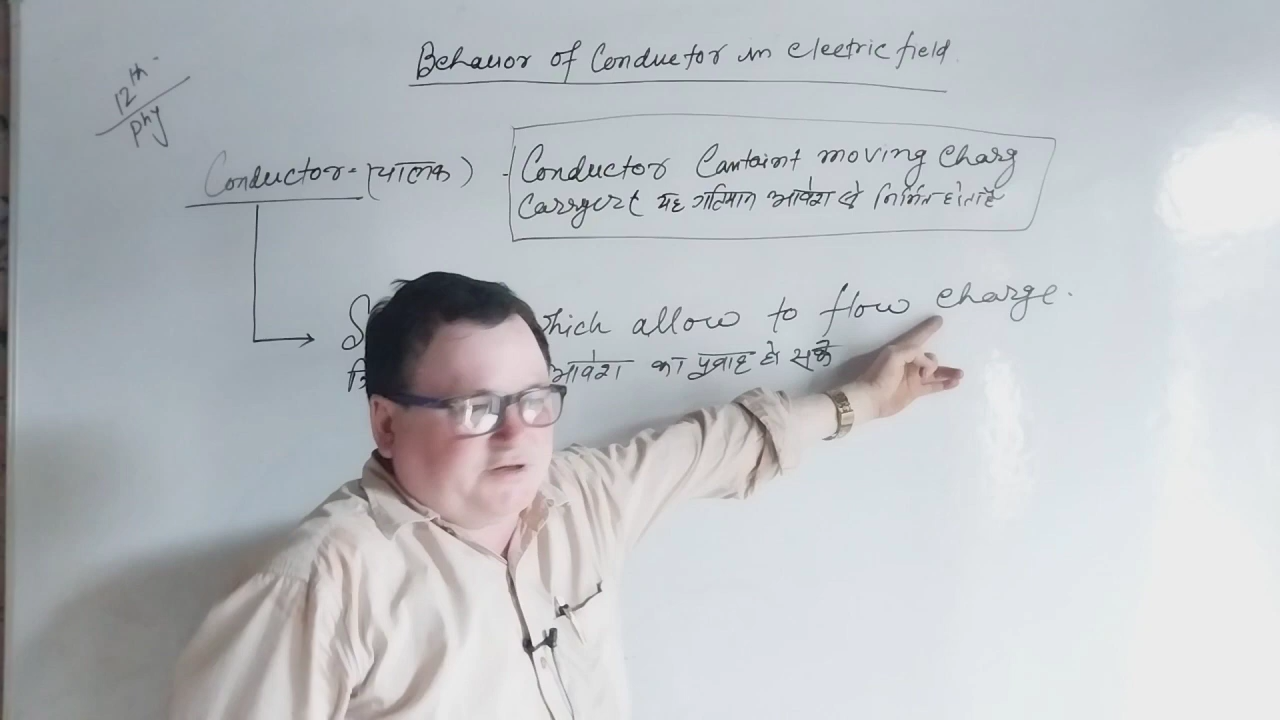 Behavior of Conductor in electric field.
12th
phy
Conductor = (चालक) - Conductor Containt moving Charg
Carrgert यह गतिमान आवेश से निर्मित होता है
which allow to flow charge.
आवेश का प्रवाह हो सके